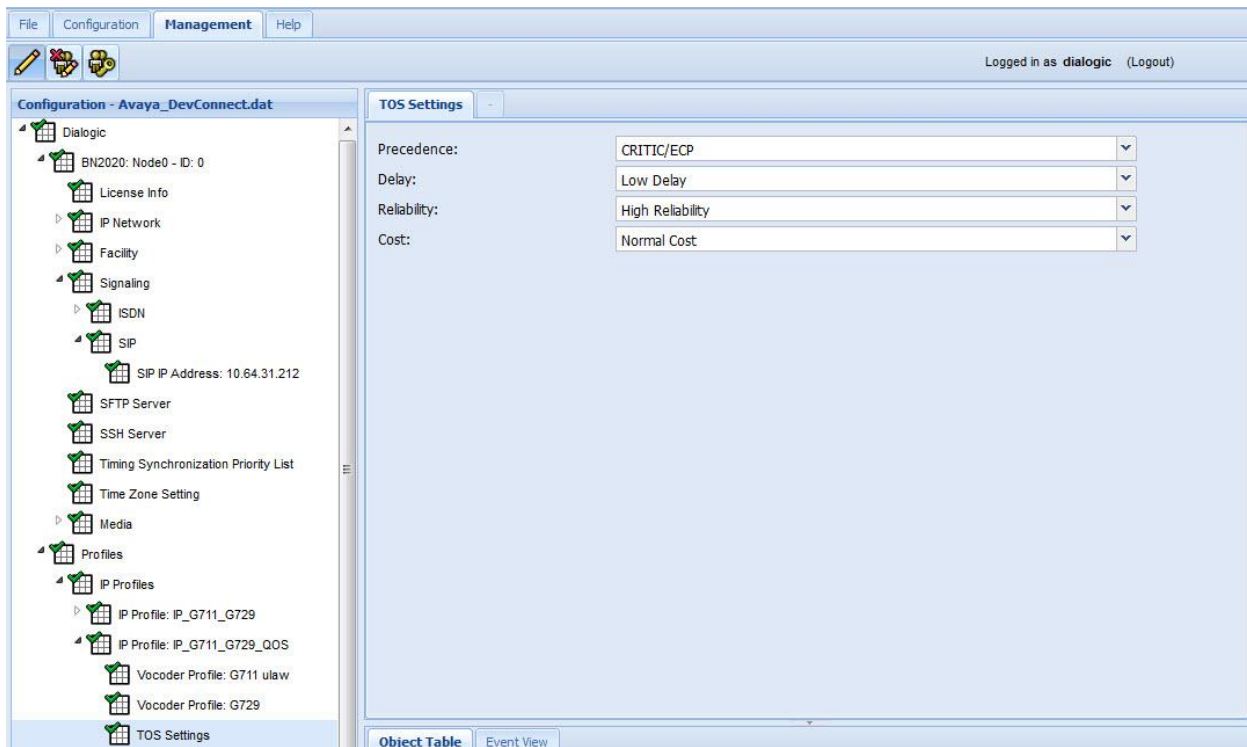 File Configuration Management Help
Logged in as dialogic (Logout)
Configuration - Avaya_DevConnect.dat
Dialogic
BN2020: Node0 - ID: 0
License Info
IP Network
Facility
Signaling
ISDN
SIP
SIP IP Address: 10.64.31.212
SFTP Server
SSH Server
Timing Synchronization Priority List
Time Zone Setting
Media
Profiles
IP Profiles
IP Profile: IP_G711_G729
IP Profile: IP_G711_G729_QOS
Vocoder Profile: G711 ulaw
Vocoder Profile: G729
TOS Settings
TOS Settings -
Precedence: CRITIC/ECP
Delay: Low Delay
Reliability: High Reliability
Cost: Normal Cost
Object Table Event View